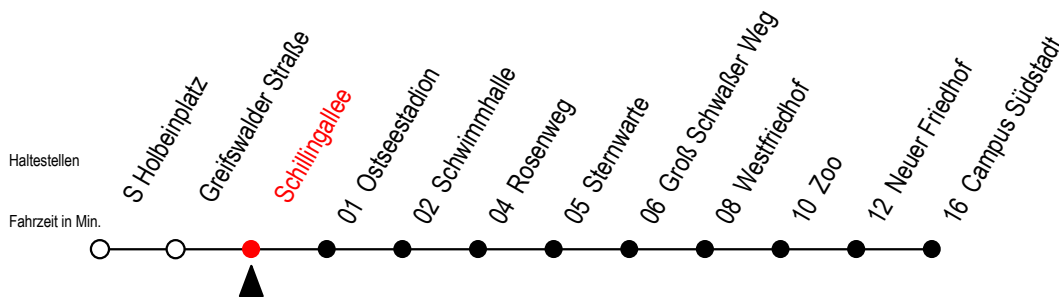 Haltestellen
Fahrzeit in Min.
S Holbeinplatz
Greifswalder Straße
Schillingallee
01 Ostseestadion
02 Schwimmhalle
04 Rosenweg
05 Sternwarte
06 Groß Schwaßer Weg
08 Westfriedhof
10 Zoo
12 Neuer Friedhof
16 Campus Südstadt